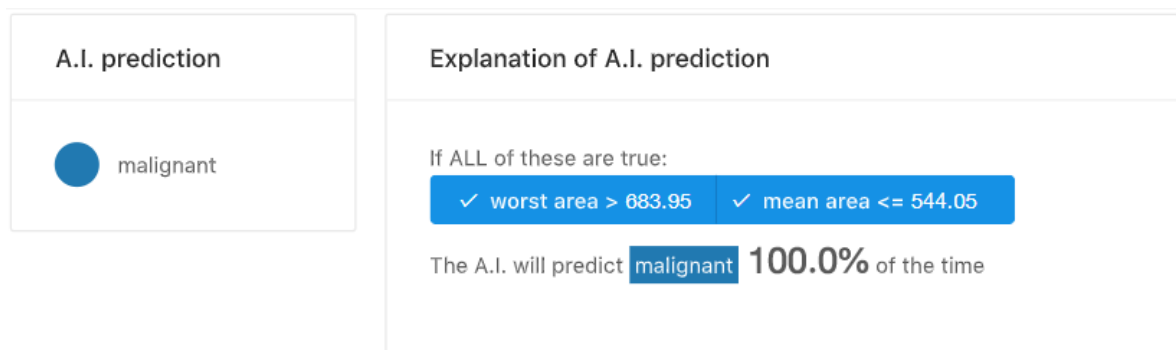 A.I. prediction
malignant
Explanation of A.I. prediction
If ALL of these are true:
✓ worst area > 683.95 ✓ mean area <= 544.05
The A.I. will predict malignant 100.0% of the time